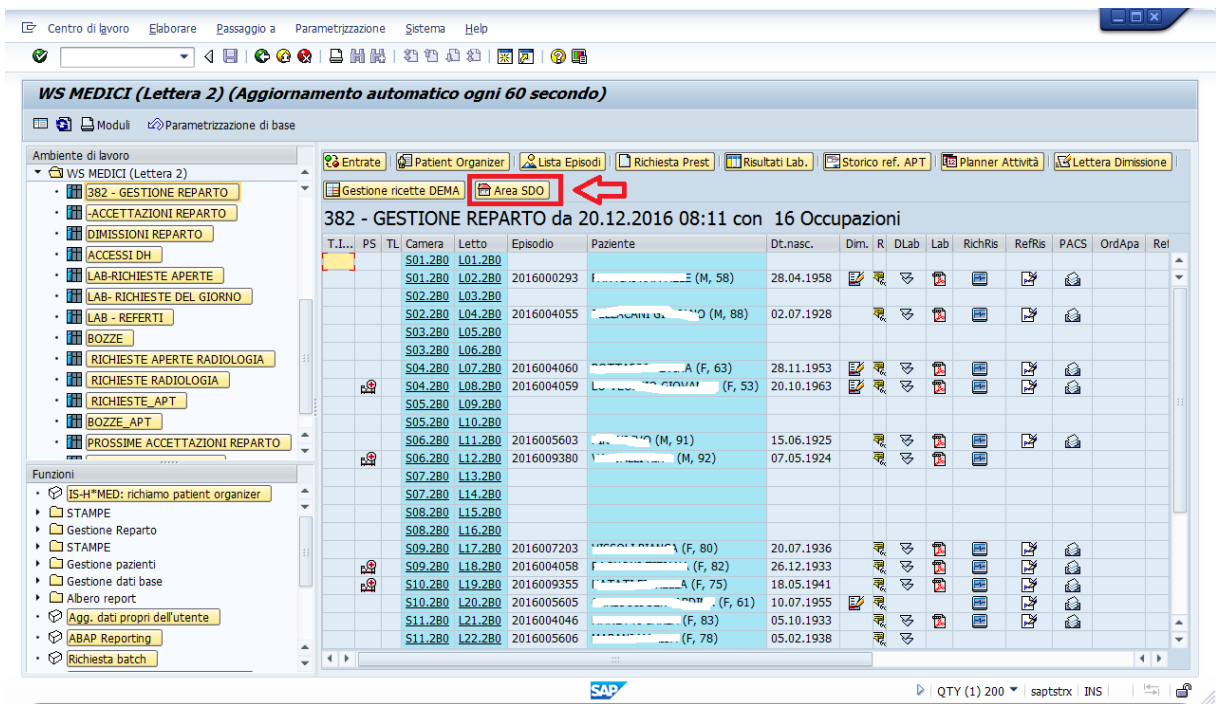 Centro di lavoro Elaborare Passaggio a Parametrizzazione Sistema Help
WS MEDICI (Lettera 2) (Aggiornamento automatico ogni 60 secondo)
Moduli Parametrizzazione di base
Ambiente di lavoro
WS MEDICI (Lettera 2)
382 - GESTIONE REPARTO
-ACCETTAZIONI REPARTO
DIMISSIONI REPARTO
ACCESSI DH
LAB-RICHIESTE APERTE
LAB- RICHIESTE DEL GIORNO
LAB - REFERTI
BOZZE
RICHIESTE APERTE RADIOLOGIA
RICHIESTE RADIOLOGIA
RICHIESTE_APT
BOZZE_APT
PROSSIME ACCETTAZIONI REPARTO
Funzioni
IS-H*MED: richiamo patient organizer
STAMPE
Gestione Reparto
STAMPE
Gestione pazienti
Gestione dati base
Albero report
Agg. dati propri dell'utente
ABAP Reporting
Richiesta batch
Entrate Patient Organizer Lista Episodi Richiesta Prest Risultati Lab. Storico ref. APT Planner Attività Lettera Dimissione
Gestione ricette DEMA Area SDO
382 - GESTIONE REPARTO da 20.12.2016 08:11 con 16 Occupazioni
T.I... PS TL Camera Letto Episodio Paziente Dt.nasc. Dim. R DLab Lab RichRis RefRis PACS OrdApa Ref
S01.2B0 L01.2B0
S01.2B0 L02.2B0 2016000293 (M, 58) 28.04.1958
S02.2B0 L03.2B0
S02.2B0 L04.2B0 2016004055 (M, 88) 02.07.1928
S03.2B0 L05.2B0
S03.2B0 L06.2B0
S04.2B0 L07.2B0 2016004060 (F, 63) 28.11.1953
S04.2B0 L08.2B0 2016004059 (F, 53) 20.10.1963
S05.2B0 L09.2B0
S05.2B0 L10.2B0
S06.2B0 L11.2B0 2016005603 (M, 91) 15.06.1925
S06.2B0 L12.2B0 2016009380 (M, 92) 07.05.1924
S07.2B0 L13.2B0
S07.2B0 L14.2B0
S08.2B0 L15.2B0
S08.2B0 L16.2B0
S09.2B0 L17.2B0 2016007203 (F, 80) 20.07.1936
S09.2B0 L18.2B0 2016004058 (F, 82) 26.12.1933
S10.2B0 L19.2B0 2016009355 (F, 75) 18.05.1941
S10.2B0 L20.2B0 2016005605 (F, 61) 10.07.1955
S11.2B0 L21.2B0 2016004046 (F, 83) 05.10.1933
S11.2B0 L22.2B0 2016005606 (F, 78) 05.02.1938
SAP QTY (1) 200 saptstrx INS